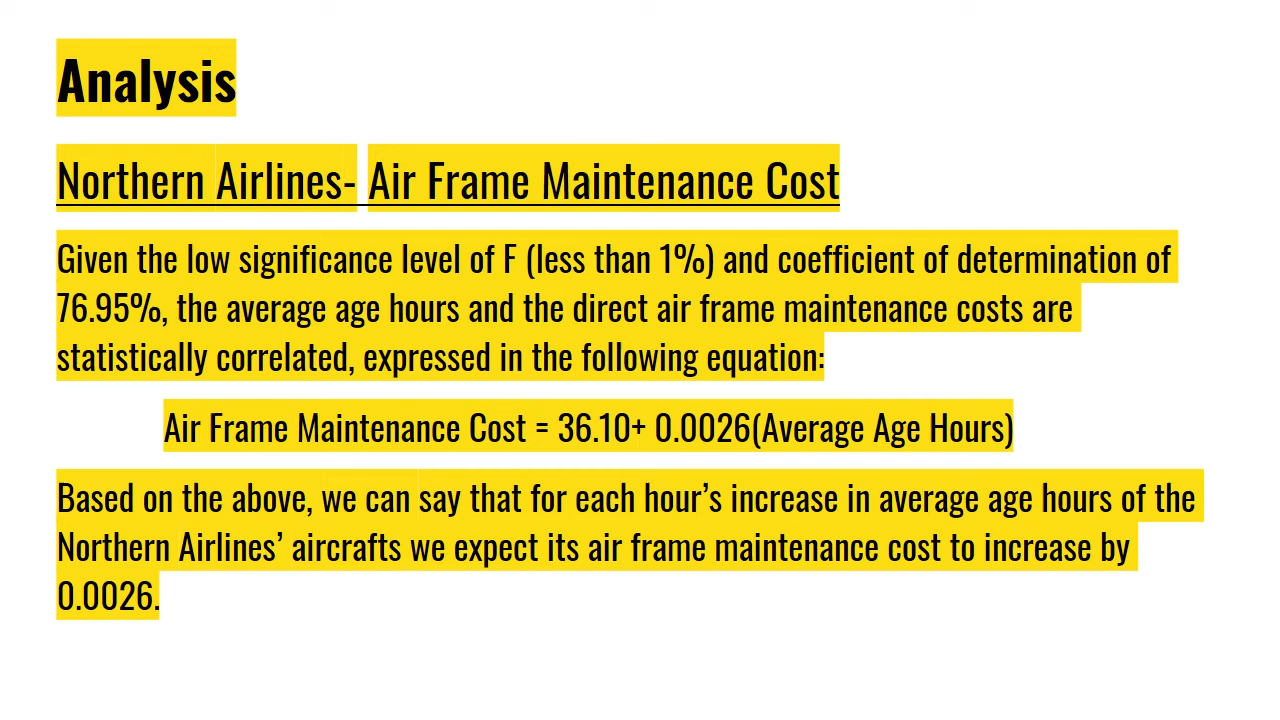 Analysis
Northern Airlines- Air Frame Maintenance Cost
Given the low significance level of F (less than 1%) and coefficient of determination of
76.95%, the average age hours and the direct air frame maintenance costs are
statistically correlated, expressed in the following equation:
Air Frame Maintenance Cost = 36.10+ 0.0026(Average Age Hours)
Based on the above, we can say that for each hour’s increase in average age hours of the
Northern Airlines’ aircrafts we expect its air frame maintenance cost to increase by
0.0026.